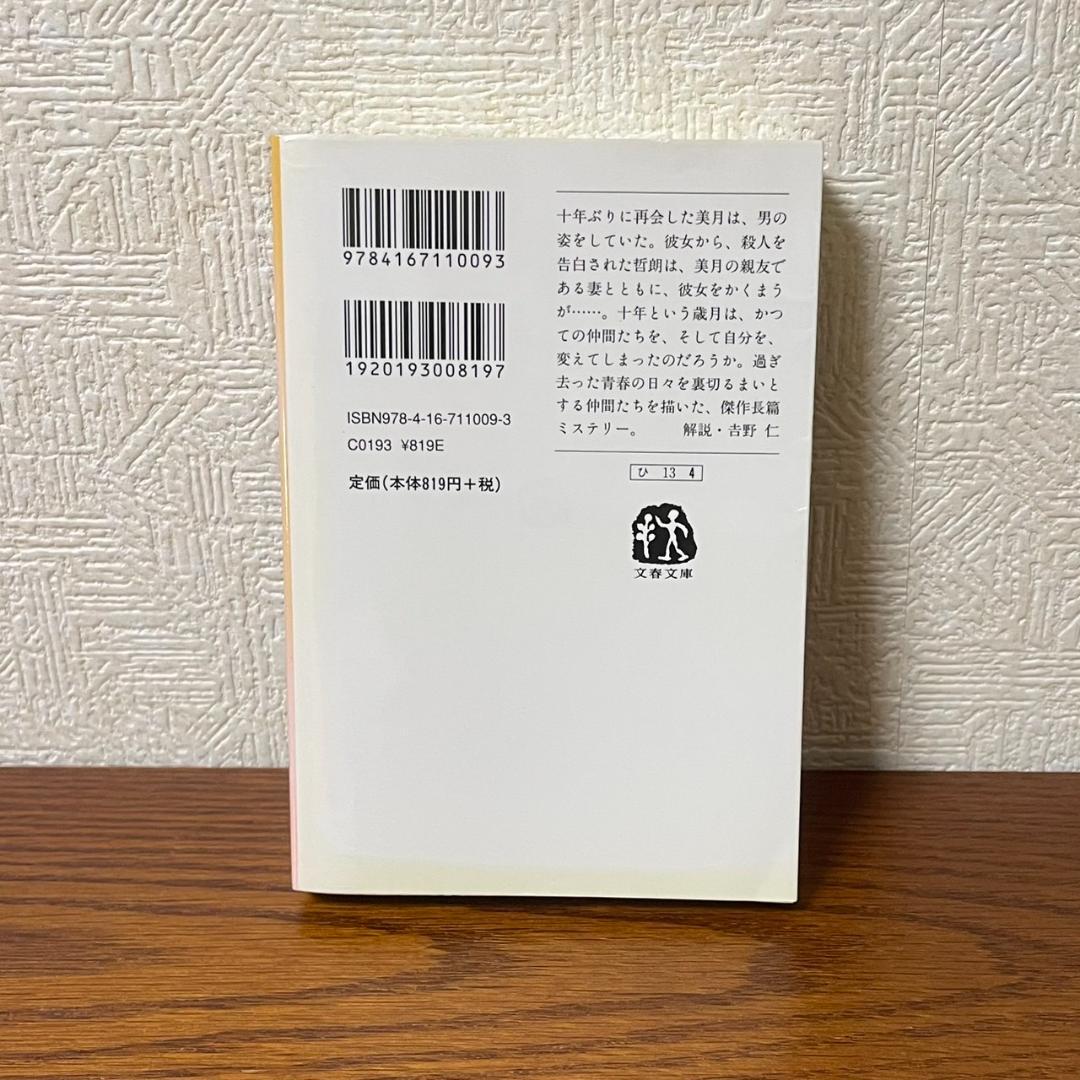 9784167110093
1920193008197
ISBN978-4-16-711009-3
C0193 ¥819E
定価(本体819円+税)
十年ぶりに再会した美月は、男の
姿をしていた。彼女から、殺人を
告白された哲朗は、美月の親友で
ある妻とともに、彼女をかくまう
が……。十年という歳月は、かつ
ての仲間たちを、そして自分を、
変えてしまったのだろうか。過ぎ
去った青春の日々を裏切るまいと
する仲間たちを描いた、傑作長篇
ミステリー。 解説・𠮷野 仁
ひ 13 4
文春文庫